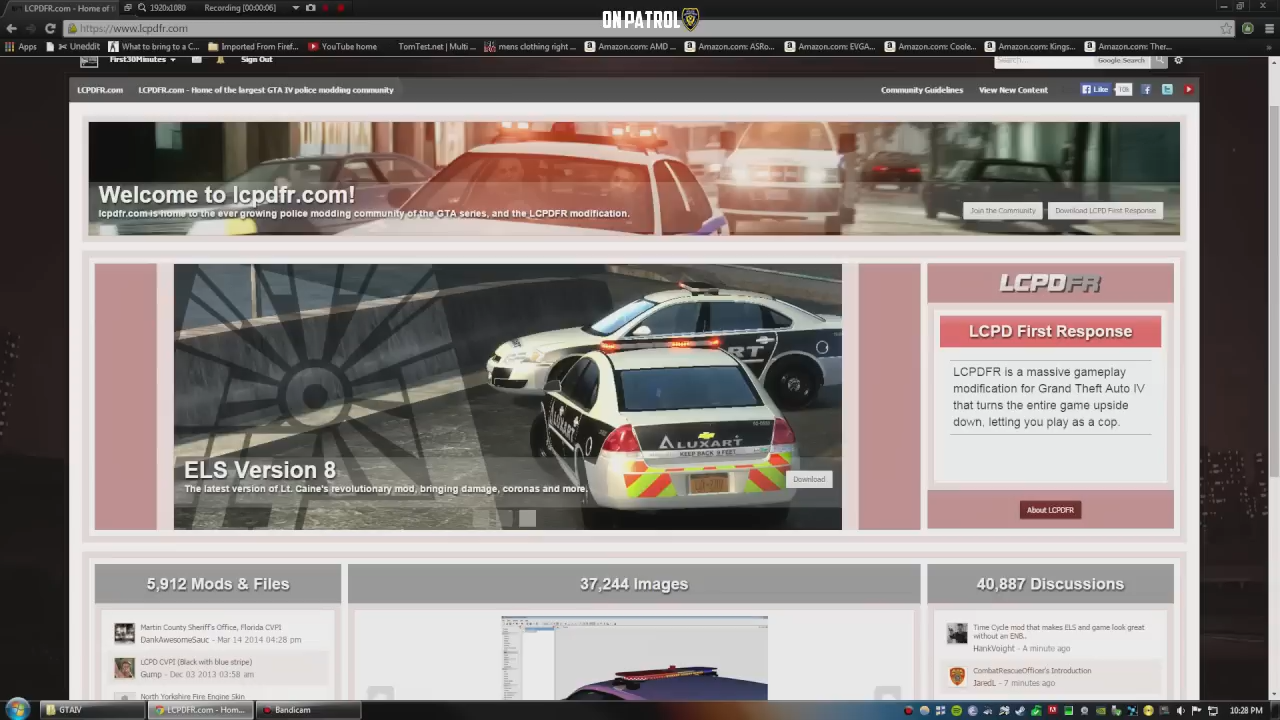 LCPDFR.com - Home of t
1920x1080
Recording [00:00:06]
ON PATROL
https://www.lcpdfr.com
Apps
Uneddit
What to bring to a C...
Imported From Firef...
YouTube home
TomTest.net | Multi ...
mens clothing right ...
Amazon.com: AMD ...
Amazon.com: ASRo...
Amazon.com: EVGA...
Amazon.com: Coole...
Amazon.com: Kings...
Amazon.com: Ther...
First30Minutes
Sign Out
Search...
Google Search
LCPDFR.com
LCPDFR.com - Home of the largest GTA IV police modding community
Community Guidelines
View New Content
Like
10k
Welcome to lcpdfr.com!
lcpdfr.com is home to the ever growing police modding community of the GTA series, and the LCPDFR modification.
Join the Community
Download LCPD First Response
ALUXART
KEEP BACK 9 FEET
ELS Version 8
The latest version of Lt. Caine's revolutionary mod, bringing damage, coronas and more.
Download
LCPDFR
LCPD First Response
LCPDFR is a massive gameplay
modification for Grand Theft Auto IV
that turns the entire game upside
down, letting you play as a cop.
About LCPDFR
5,912 Mods & Files
Martin County Sheriff's Office, Florida CVPI
DankAwesomeSauc - Mar 14 2014 04:28 pm
LCPD CVPI (Black with blue stripe)
Gump - Dec 03 2013 03:58 am
North Yorkshire Fire Engine Skin
37,244 Images
40,887 Discussions
Time Cycle mod that makes ELS and game look great
without an ENB..
HankVoight - A minute ago
CombatRescueOfficer's Introduction
JaredL - 7 minutes ago
GTAIV
LCPDFR.com - Hom...
Bandicam
10:28 PM